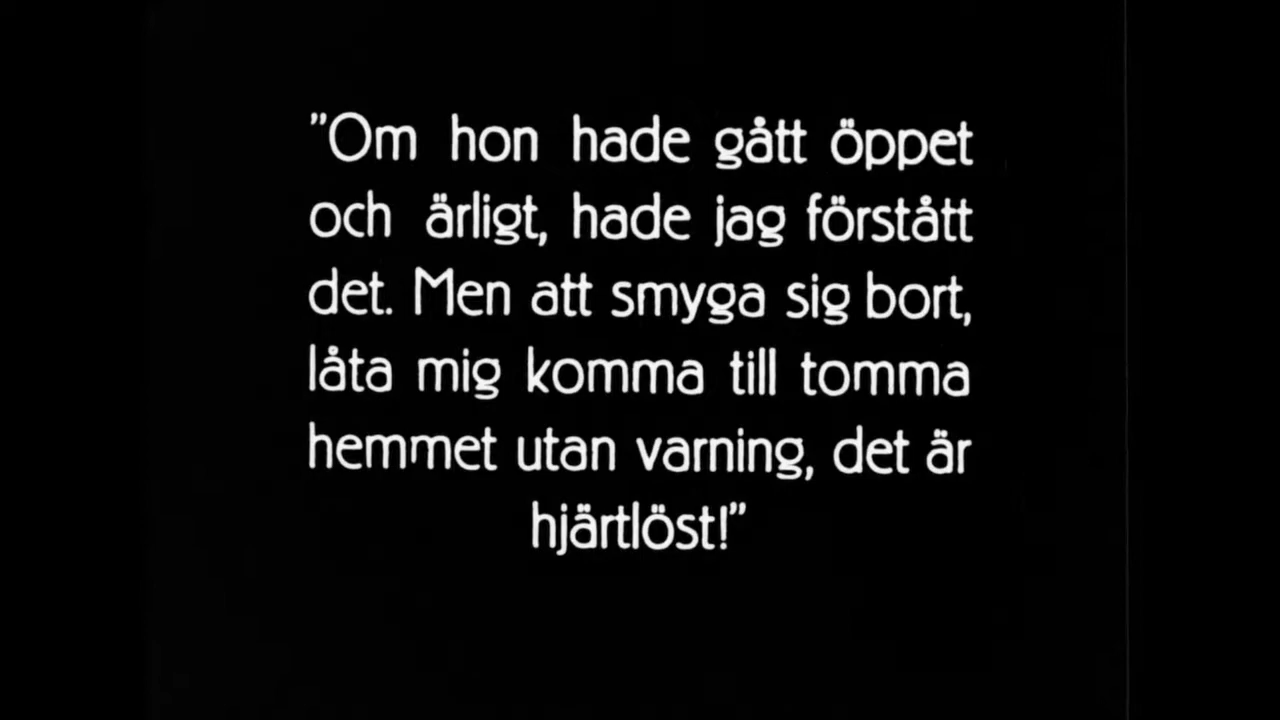 ”Om hon hade gått öppet
och ärligt, hade jag förstått
det. Men att smyga sig bort,
låta mig komma till tomma
hemmet utan varning, det är
hjärtlöst!”